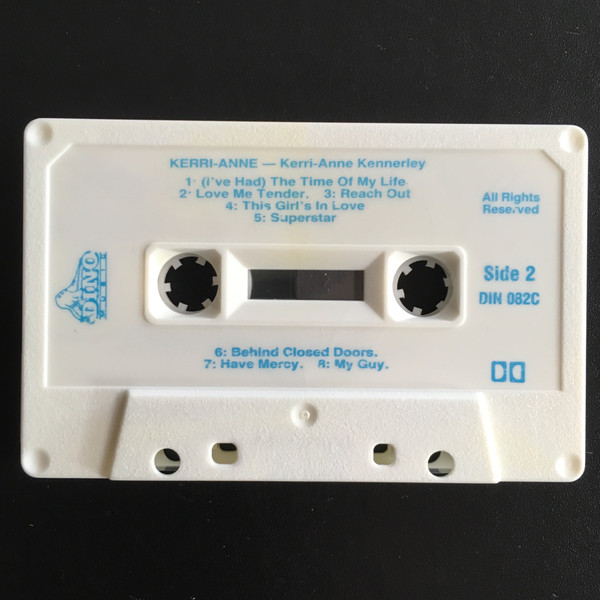 KERRI-ANNE — Kerri-Anne Kennerley
1: (I've Had) The Time Of My Life.
2: Love Me Tender. 3: Reach Out
4: This Girl's In Love
5: Superstar
All Rights
Reserved
DINO
MUSIC
Side 2
DIN 082C
6: Behind Closed Doors.
7: Have Mercy. 8: My Guy.